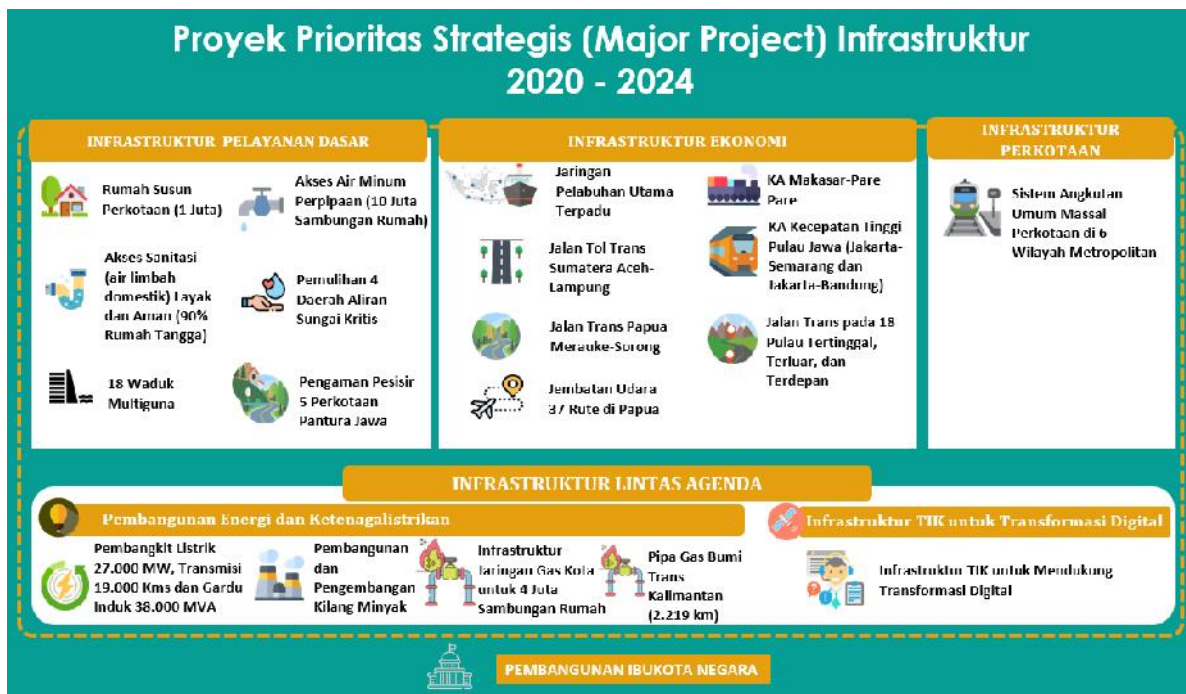 Proyek Prioritas Strategis (Major Project) Infrastruktur
2020 - 2024
INFRASTRUKTUR PELAYANAN DASAR
Rumah Susun
Perkotaan (1 Juta)
Akses Air Minum
Perpipaan (10 Juta
Sambungan Rumah)
Akses Sanitasi
(air limbah
domestik) Layak
dan Aman (90%
Rumah Tangga)
Pemulihan 4
Daerah Aliran
Sungai Kritis
18 Waduk
Multiguna
Pengaman Pesisir
5 Perkotaan
Pantura Jawa
INFRASTRUKTUR EKONOMI
Jaringan
Pelabuhan Utama
Terpadu
KA Makasar-Pare
Pare
Jalan Tol Trans
Sumatera Aceh-
Lampung
KA Kecepatan Tinggi
Pulau Jawa (Jakarta-
Semarang dan
Jakarta-Bandung)
Jalan Trans Papua
Merauke-Sorong
Jalan Trans pada 18
Pulau Tertinggal,
Terluar, dan
Terdepan
Jembatan Udara
37 Rute di Papua
INFRASTRUKTUR
PERKOTAAN
Sistem Angkutan
Umum Massal
Perkotaan di 6
Wilayah Metropolitan
INFRASTRUKTUR LINTAS AGENDA
Pembangunan Energi dan Ketenagalistrikan
Pembangkit Listrik
27.000 MW, Transmisi
19.000 Kms dan Gardu
Induk 38.000 MVA
Pembangunan
dan
Pengembangan
Kilang Minyak
Infrastruktur
Jaringan Gas Kota
untuk 4 Juta
Sambungan Rumah
Pipa Gas Bumi
Trans
Kalimantan
(2.219 km)
Infrastruktur TIK untuk Transformasi Digital
Infrastruktur TIK untuk Mendukung
Transformasi Digital
PEMBANGUNAN IBUKOTA NEGARA